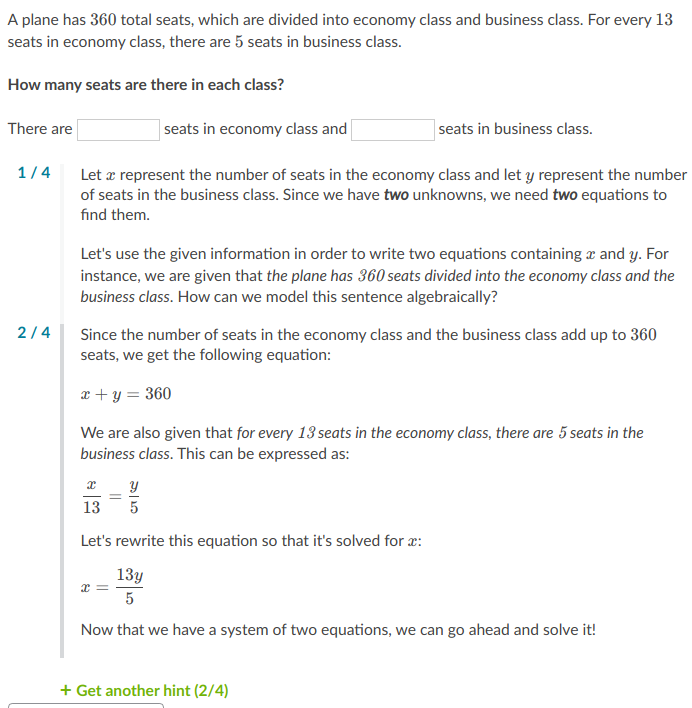 A plane has 360 total seats, which are divided into economy class and business class. For every 13
seats in economy class, there are 5 seats in business class.
How many seats are there in each class?
There are seats in economy class and seats in business class.
1 / 4
Let x represent the number of seats in the economy class and let y represent the number
of seats in the business class. Since we have two unknowns, we need two equations to
find them.
Let's use the given information in order to write two equations containing x and y. For
instance, we are given that the plane has 360 seats divided into the economy class and the
business class. How can we model this sentence algebraically?
2 / 4
Since the number of seats in the economy class and the business class add up to 360
seats, we get the following equation:
x + y = 360
We are also given that for every 13 seats in the economy class, there are 5 seats in the
business class. This can be expressed as:
x/13 = y/5
Let's rewrite this equation so that it's solved for x:
x = 13y/5
Now that we have a system of two equations, we can go ahead and solve it!
+ Get another hint (2/4)